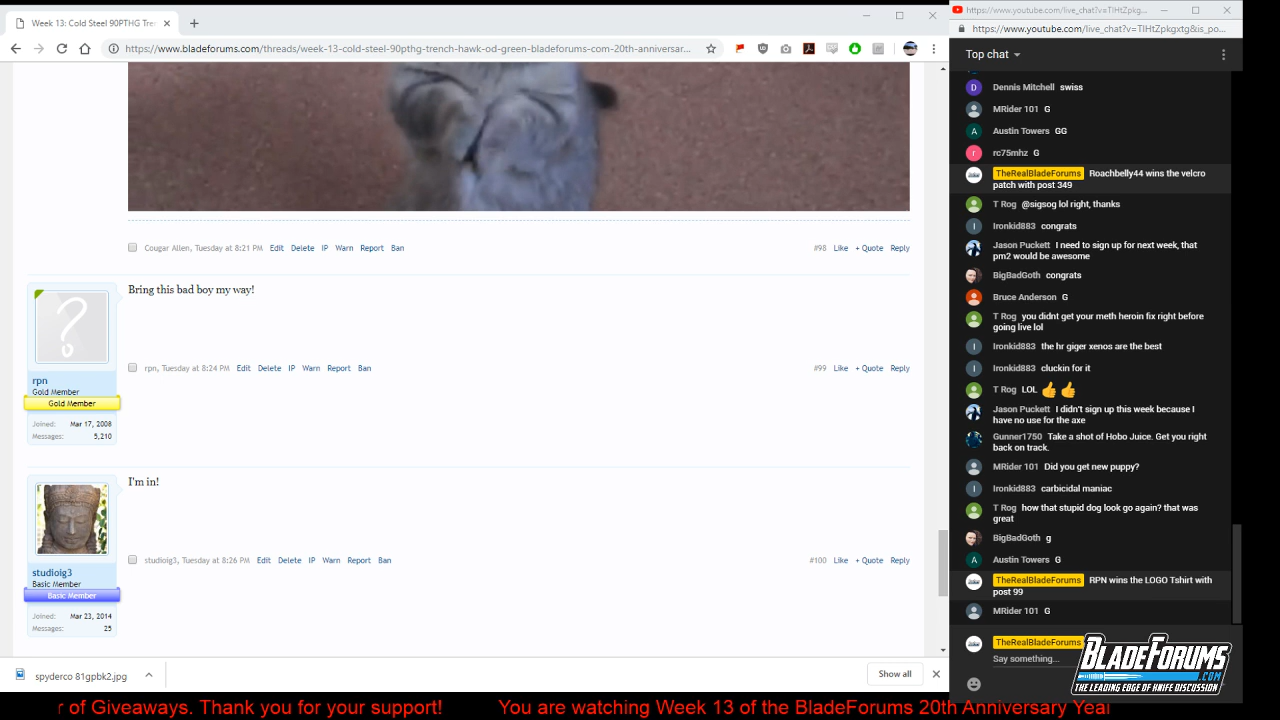 Week 13: Cold Steel 90PTHG Tren
https://www.bladeforums.com/threads/week-13-cold-steel-90pthg-trench-hawk-od-green-bladeforums-com-20th-anniversar...
Cougar Allen, Tuesday at 8:21 PM Edit Delete IP Warn Report Ban #98 Like + Quote Reply
Bring this bad boy my way!
rpn
Gold Member
Gold Member
Joined: Mar 17, 2008
Messages: 5,210
rpn, Tuesday at 8:24 PM Edit Delete IP Warn Report Ban #99 Like + Quote Reply
I'm in!
studioig3
Basic Member
Basic Member
Joined: Mar 23, 2014
Messages: 25
studioig3, Tuesday at 8:26 PM Edit Delete IP Warn Report Ban #100 Like + Quote Reply
spyderco 81gpbk2.jpg
Show all
r of Giveaways. Thank you for your support! You are watching Week 13 of the BladeForums 20th Anniversary Year
https://www.youtube.com/live_chat?v=TlHtZpkg...
https://www.youtube.com/live_chat?v=TlHtZpkgxtg&is_po...
Top chat
Dennis Mitchell swiss
MRider 101 G
A Austin Towers GG
r rc75mhz G
TheRealBladeForums Roachbelly44 wins the velcro
patch with post 349
T Rog @sigsog lol right, thanks
I Ironkid883 congrats
Jason Puckett I need to sign up for next week, that
pm2 would be awesome
BigBadGoth congrats
Bruce Anderson G
T Rog you didnt get your meth heroin fix right before
going live lol
I Ironkid883 the hr giger xenos are the best
I Ironkid883 cluckin for it
T Rog LOL 👍 👍
Jason Puckett I didn't sign up this week because I
have no use for the axe
Gunner1750 Take a shot of Hobo Juice. Get you right
back on track.
MRider 101 Did you get new puppy?
I Ironkid883 carbicidal maniac
T Rog how that stupid dog look go again? that was
great
BigBadGoth g
A Austin Towers G
TheRealBladeForums RPN wins the LOGO Tshirt with
post 99
MRider 101 G
TheRealBladeForums
Say something...
BLADEFORUMS
.COM
THE LEADING EDGE OF KNIFE DISCUSSION